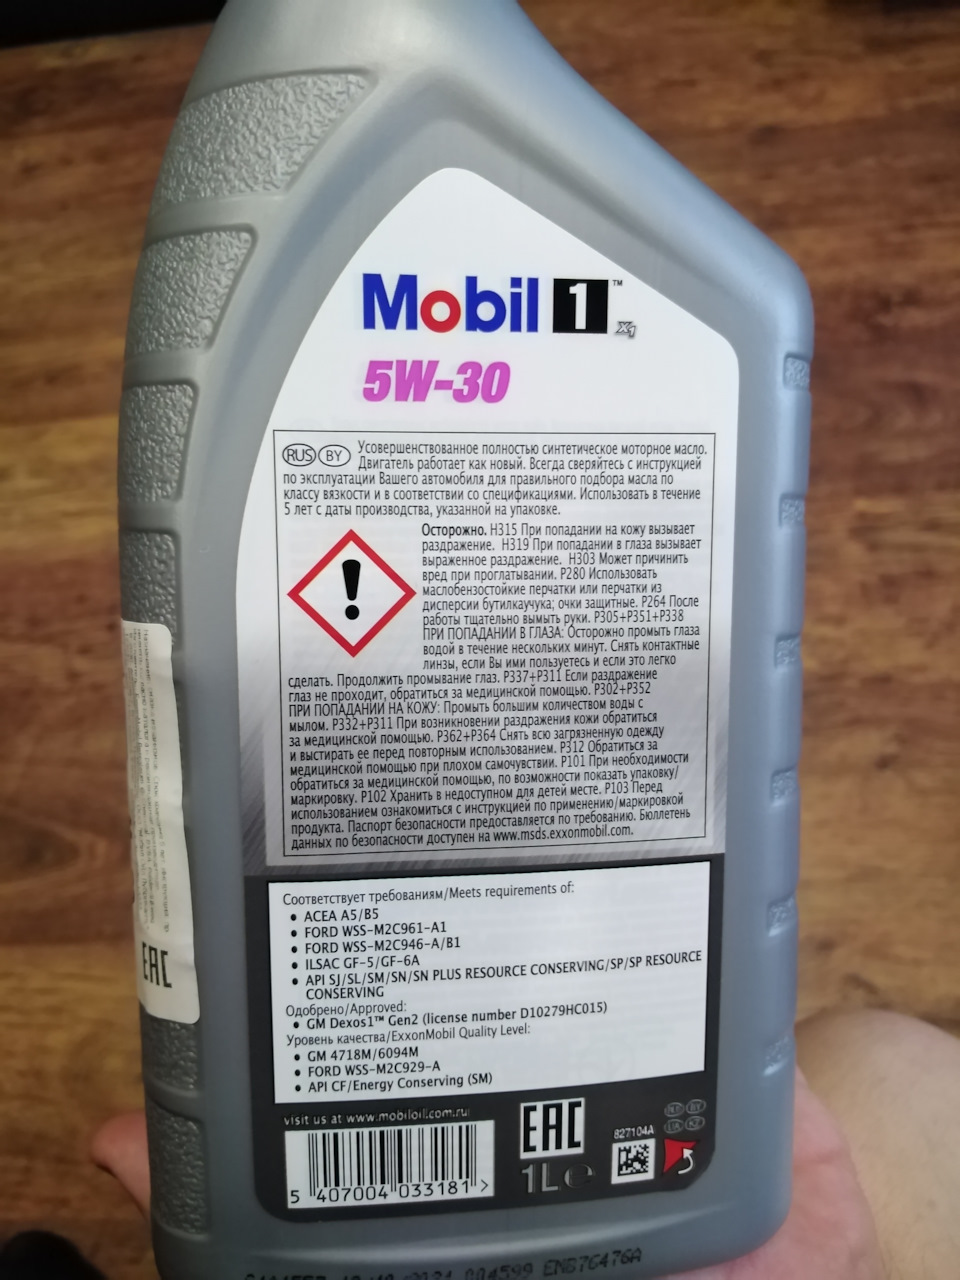 Mobil 1™
x1
5W-30
RUS BY Усовершенствованное полностью синтетическое моторное масло.
Двигатель работает как новый. Всегда сверяйтесь с инструкцией
по эксплуатации Вашего автомобиля для правильного подбора масла по
классу вязкости и в соответствии со спецификациями. Использовать в течение
5 лет с даты производства, указанной на упаковке.
Осторожно. H315 При попадании на кожу вызывает
раздражение. H319 При попадании в глаза вызывает
выраженное раздражение. H303 Может причинить
вред при проглатывании. P280 Использовать
маслобензостойкие перчатки или перчатки из
дисперсии бутилкаучука; очки защитные. P264 После
работы тщательно вымыть руки. P305+P351+P338
ПРИ ПОПАДАНИИ В ГЛАЗА: Осторожно промыть глаза
водой в течение нескольких минут. Снять контактные
линзы, если Вы ими пользуетесь и если это легко
сделать. Продолжить промывание глаз. P337+P311 Если раздражение
глаз не проходит, обратиться за медицинской помощью. P302+P352
ПРИ ПОПАДАНИИ НА КОЖУ: Промыть большим количеством воды с
мылом. P332+P311 При возникновении раздражения кожи обратиться
за медицинской помощью. P362+P364 Снять всю загрязненную одежду
и выстирать ее перед повторным использованием. P312 Обратиться за
медицинской помощью при плохом самочувствии. P101 При необходимости
обратиться за медицинской помощью, по возможности показать упаковку/
маркировку. P102 Хранить в недоступном для детей месте. P103 Перед
использованием ознакомиться с инструкцией по применению/маркировкой
продукта. Паспорт безопасности предоставляется по требованию. Бюллетень
данных по безопасности доступен на www.msds.exxonmobil.com.
Соответствует требованиям/Meets requirements of:
• ACEA A5/B5
• FORD WSS-M2C961-A1
• FORD WSS-M2C946-A/B1
• ILSAC GF-5/GF-6A
• API SJ/SL/SM/SN/SN PLUS RESOURCE CONSERVING/SP/SP RESOURCE
CONSERVING
Одобрено/Approved:
• GM Dexos1™ Gen2 (license number D10279HC015)
Уровень качества/ExxonMobil Quality Level:
• GM 4718M/6094M
• FORD WSS-M2C929-A
• API CF/Energy Conserving (SM)
visit us at www.mobiloil.com.ru
5 407004 033181 >
EAC
1L e
827104A
RUS BY
UA KZ
EAC
004599 ENB7G476A